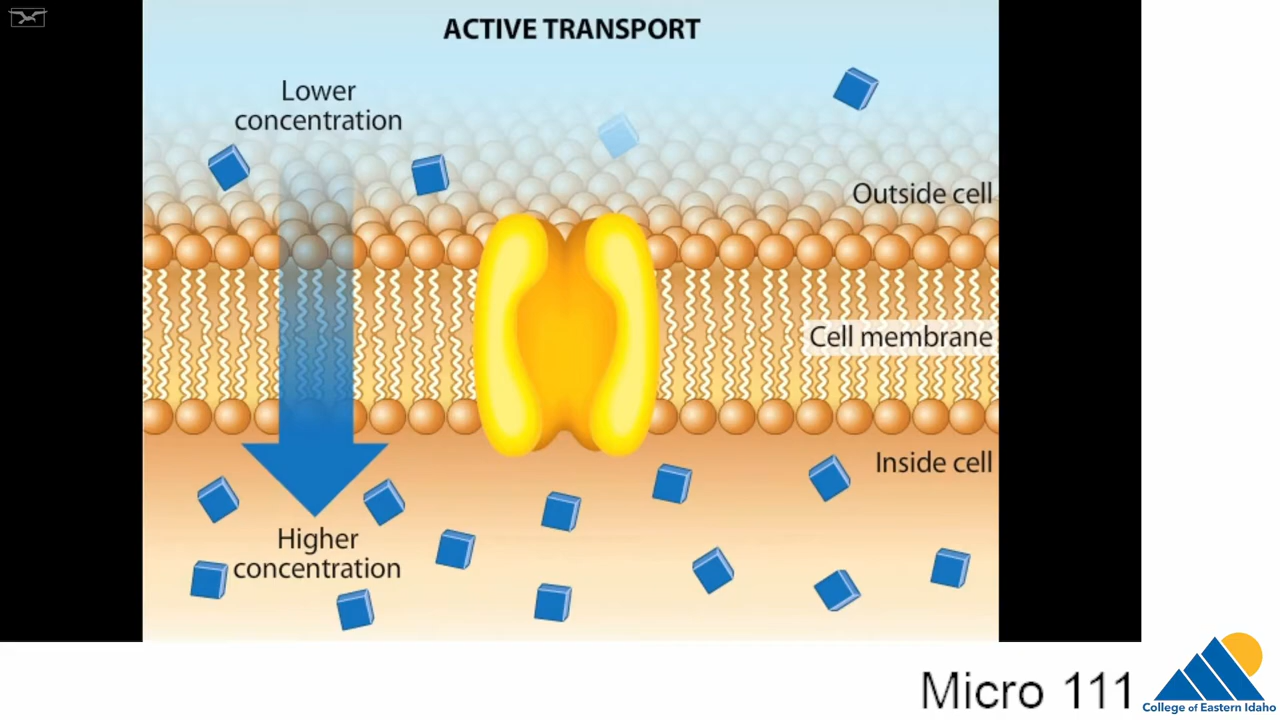 ACTIVE TRANSPORT
Lower
concentration
Outside cell
Cell membrane
Inside cell
Higher
concentration
Micro 111
College of Eastern Idaho